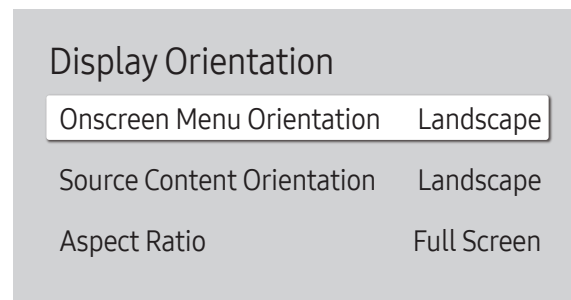 Display Orientation
Onscreen Menu Orientation Landscape
Source Content Orientation Landscape
Aspect Ratio Full Screen